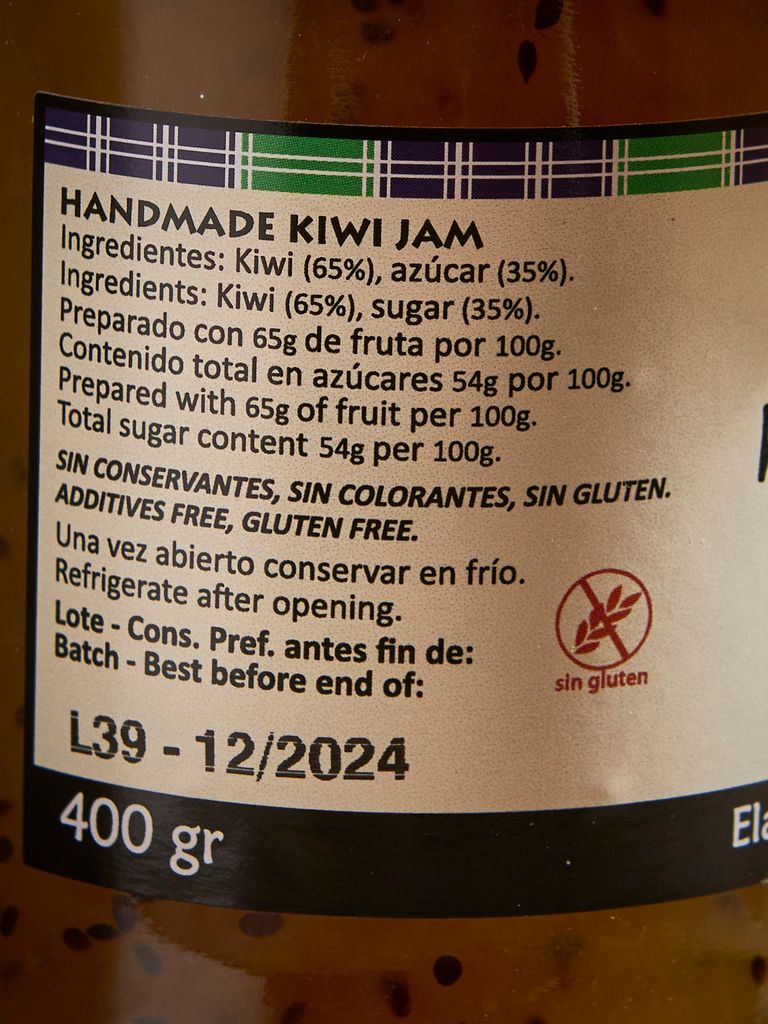 HANDMADE KIWI JAM
Ingredientes: Kiwi (65%), azúcar (35%).
Ingredients: Kiwi (65%), sugar (35%).
Preparado con 65g de fruta por 100g.
Contenido total en azúcares 54g por 100g.
Prepared with 65g of fruit per 100g.
Total sugar content 54g per 100g.
SIN CONSERVANTES, SIN COLORANTES, SIN GLUTEN.
ADDITIVES FREE, GLUTEN FREE.
Una vez abierto conservar en frío.
Refrigerate after opening.
Lote - Cons. Pref. antes fin de:
Batch - Best before end of:
sin gluten
L39 - 12/2024
400 gr